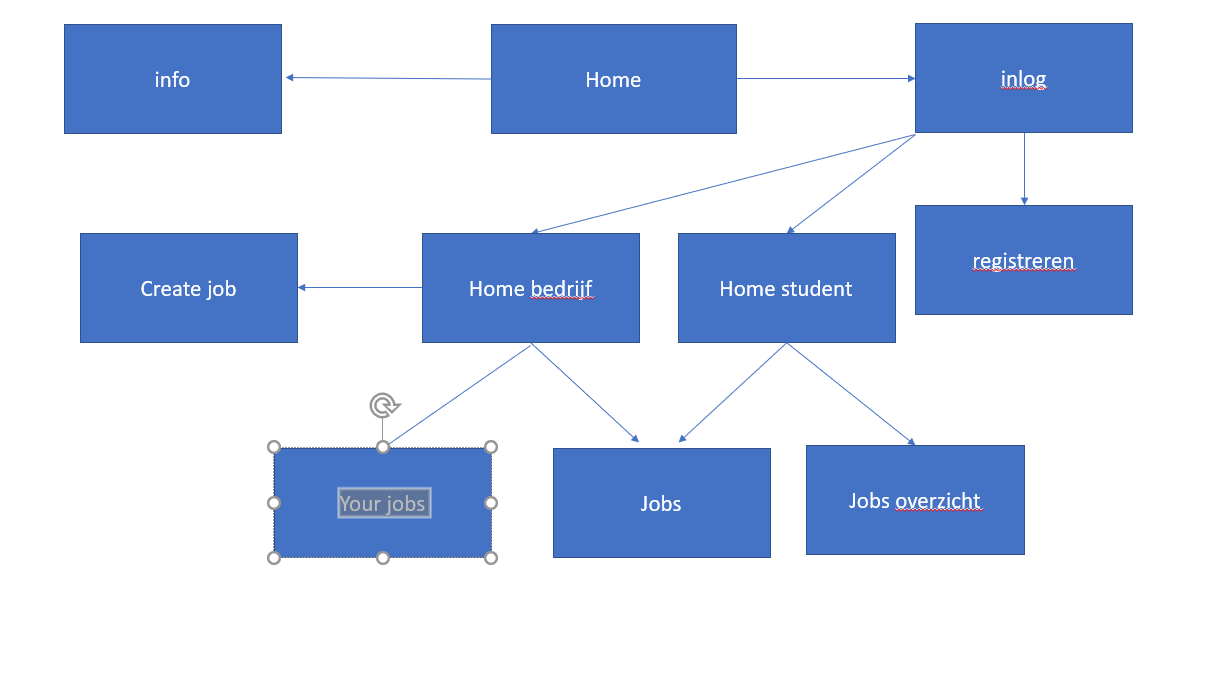 info
Home
inlog
registreren
Create job
Home bedrijf
Home student
Your jobs
Jobs
Jobs overzicht